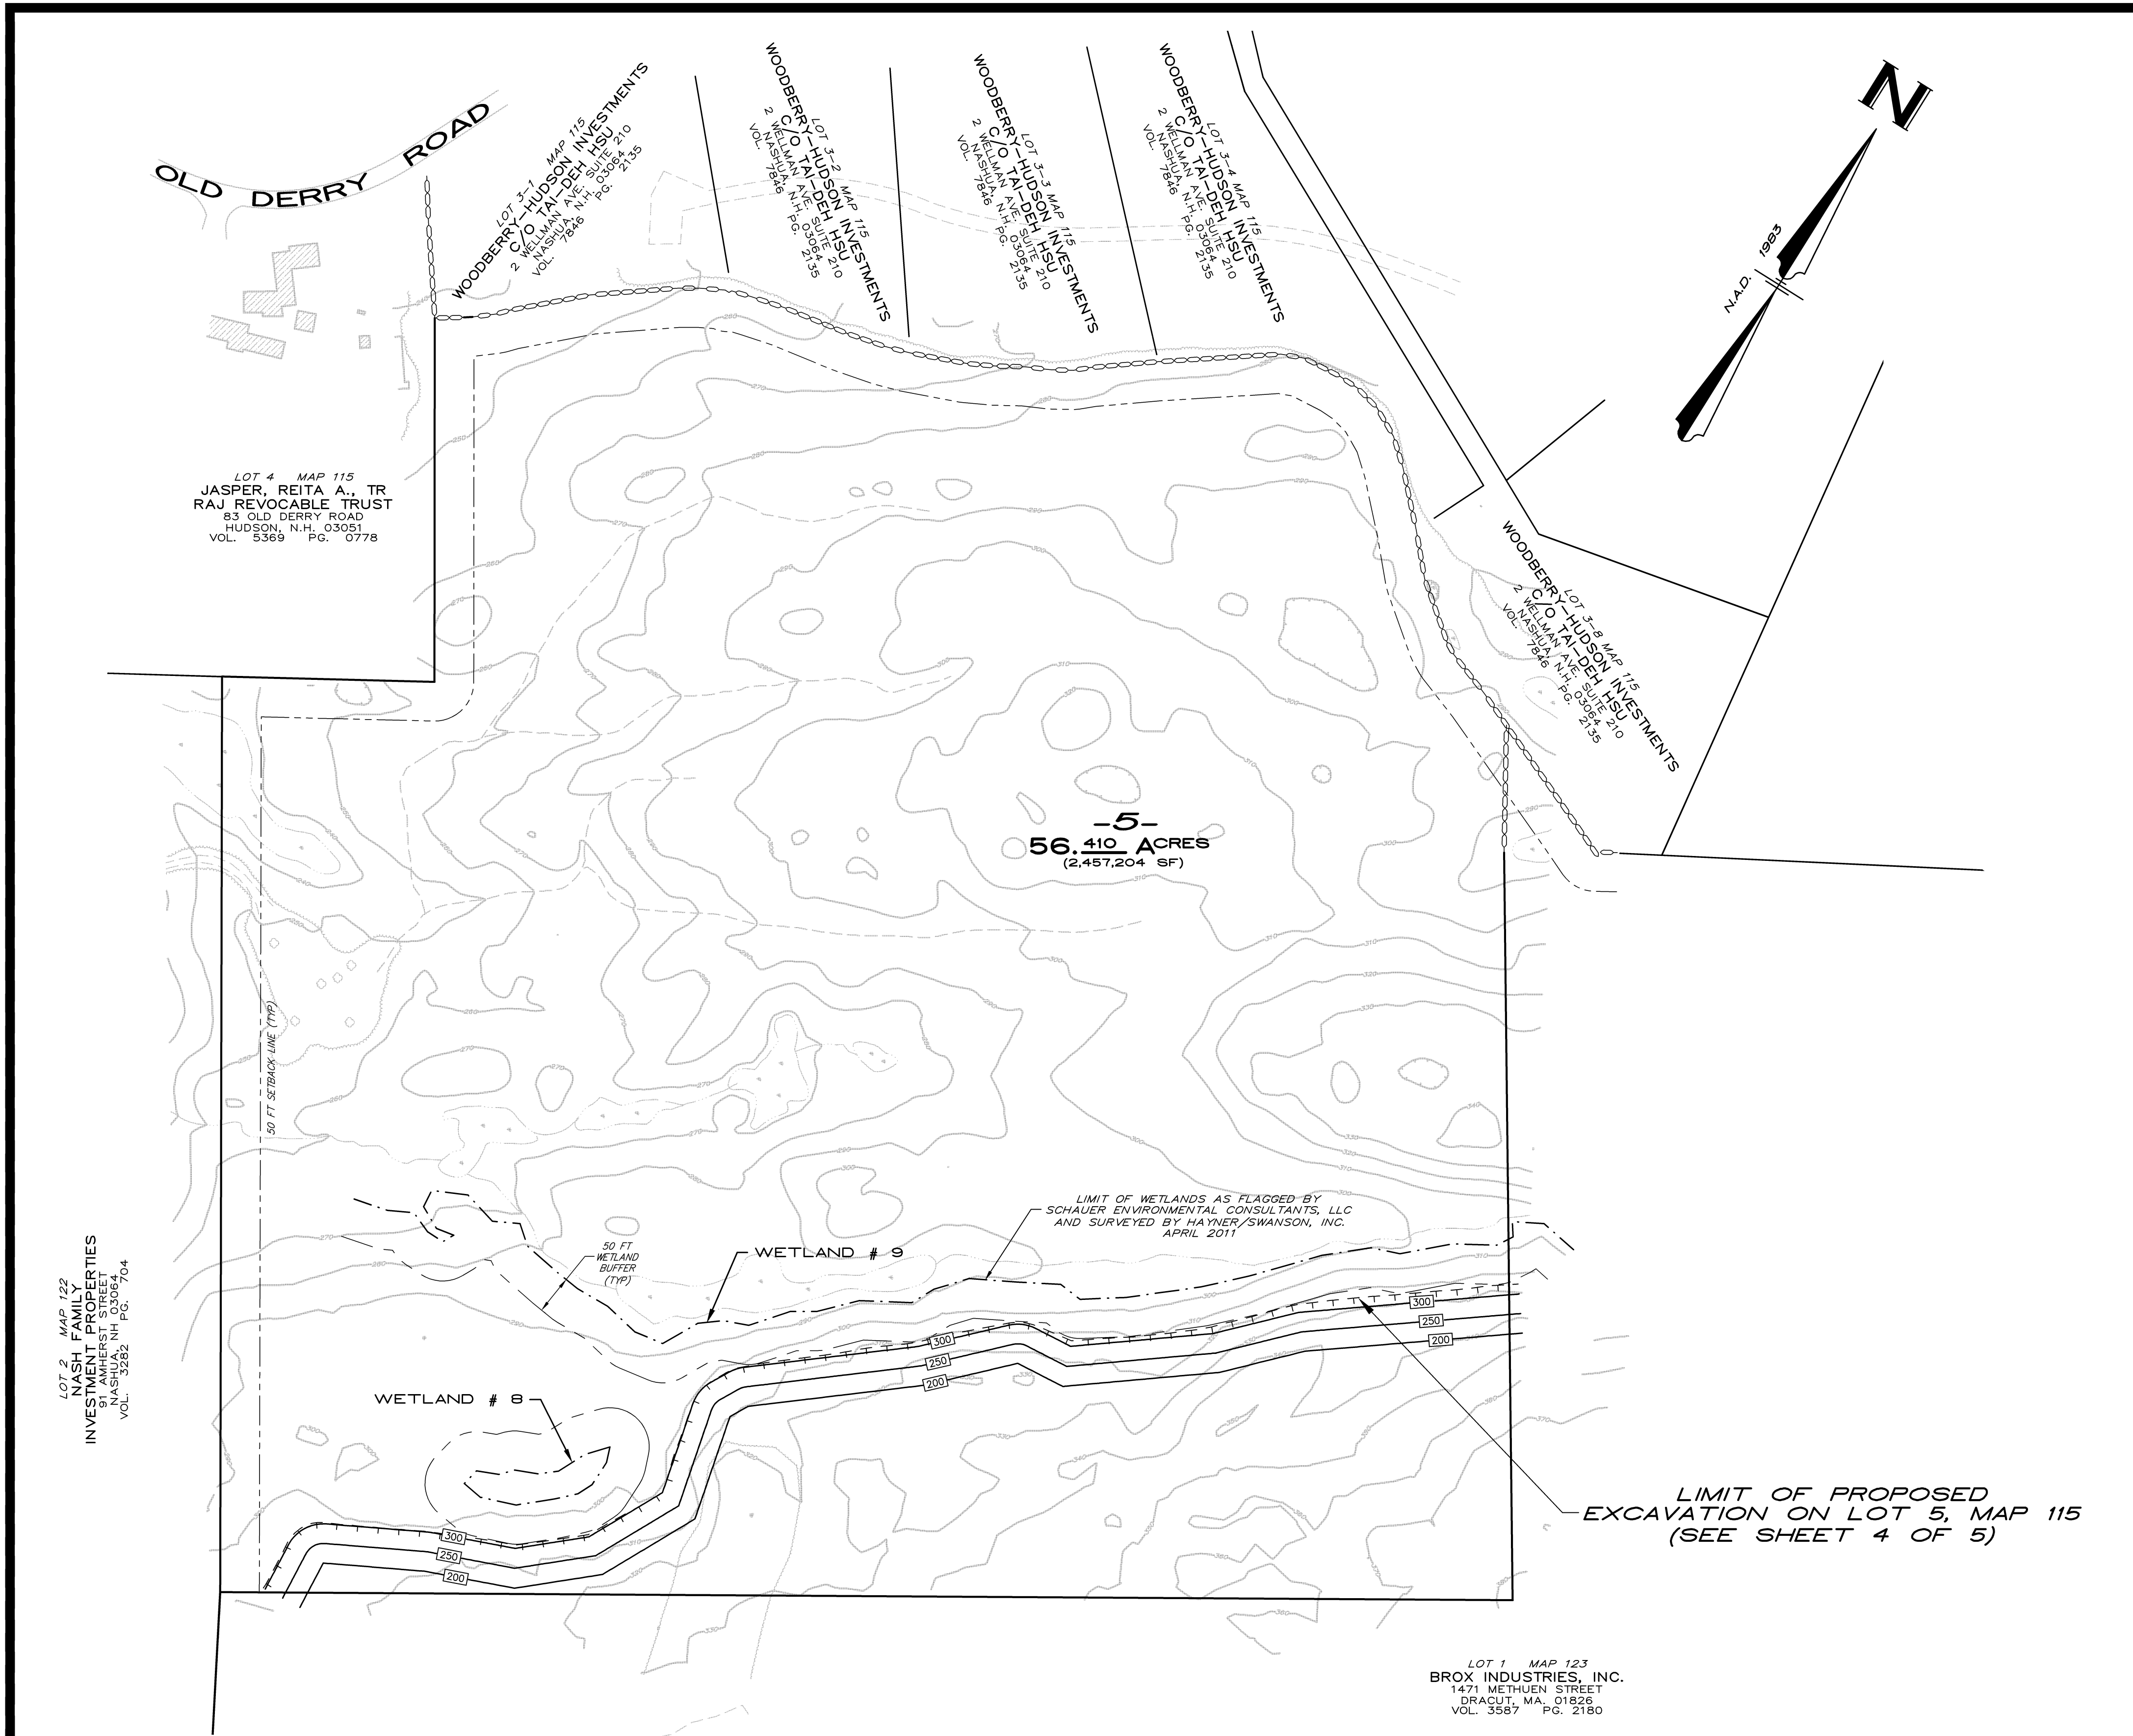 OLD DERRY ROAD
LOT 3-1 MAP 115
WOODBERRY-HUDSON INVESTMENTS
C/O TAI-DEH HSU
2 WELLMAN AVE. SUITE 210
NASHUA, N.H. 03064
VOL. 7846 PG. 2135
LOT 3-2 MAP 115
WOODBERRY-HUDSON INVESTMENTS
C/O TAI-DEH HSU
2 WELLMAN AVE. SUITE 210
NASHUA, N.H. 03064
VOL. 7846 PG. 2135
LOT 3-3 MAP 115
WOODBERRY-HUDSON INVESTMENTS
C/O TAI-DEH HSU
2 WELLMAN AVE. SUITE 210
NASHUA, N.H. 03064
VOL. 7846 PG. 2135
LOT 3-4 MAP 115
WOODBERRY-HUDSON INVESTMENTS
C/O TAI-DEH HSU
2 WELLMAN AVE. SUITE 210
NASHUA, N.H. 03064
VOL. 7846 PG. 2135
N
N.A.D. 1983
LOT 4 MAP 115
JASPER, REITA A., TR
RAJ REVOCABLE TRUST
83 OLD DERRY ROAD
HUDSON, N.H. 03051
VOL. 5369 PG. 0778
LOT 3-8 MAP 115
WOODBERRY-HUDSON INVESTMENTS
C/O TAI-DEH HSU
2 WELLMAN AVE. SUITE 210
NASHUA, N.H. 03064
VOL. 7846 PG. 2135
-5-
56.410 ACRES
(2,457,204 SF)
50 FT SETBACK LINE (TYP)
LIMIT OF WETLANDS AS FLAGGED BY
SCHAUER ENVIRONMENTAL CONSULTANTS, LLC
AND SURVEYED BY HAYNER/SWANSON, INC.
APRIL 2011
50 FT
WETLAND
BUFFER
(TYP)
WETLAND # 9
LOT 2 MAP 122
NASH FAMILY
INVESTMENT PROPERTIES
91 AMHERST STREET
NASHUA, NH 03064
VOL. 3282 PG. 704
300
250
200
300
250
200
WETLAND # 8
300
250
200
LIMIT OF PROPOSED
EXCAVATION ON LOT 5, MAP 115
(SEE SHEET 4 OF 5)
LOT 1 MAP 123
BROX INDUSTRIES, INC.
1471 METHUEN STREET
DRACUT, MA. 01826
VOL. 3587 PG. 2180